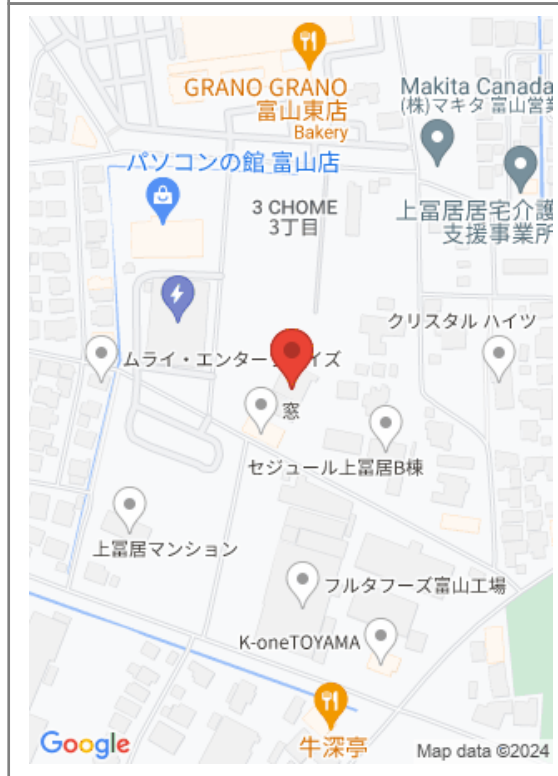 GRANO GRANO
富山東店
Bakery
Makita Canada
(株)マキタ 富山営業
パソコンの館 富山店
3 CHOME
3丁目
上冨居居宅介護
支援事業所
クリスタル ハイツ
ムライ・エンタープライズ
窓
セジュール上冨居B棟
上冨居マンション
フルタフーズ富山工場
K-oneTOYAMA
牛深亭
Google
Map data ©2024